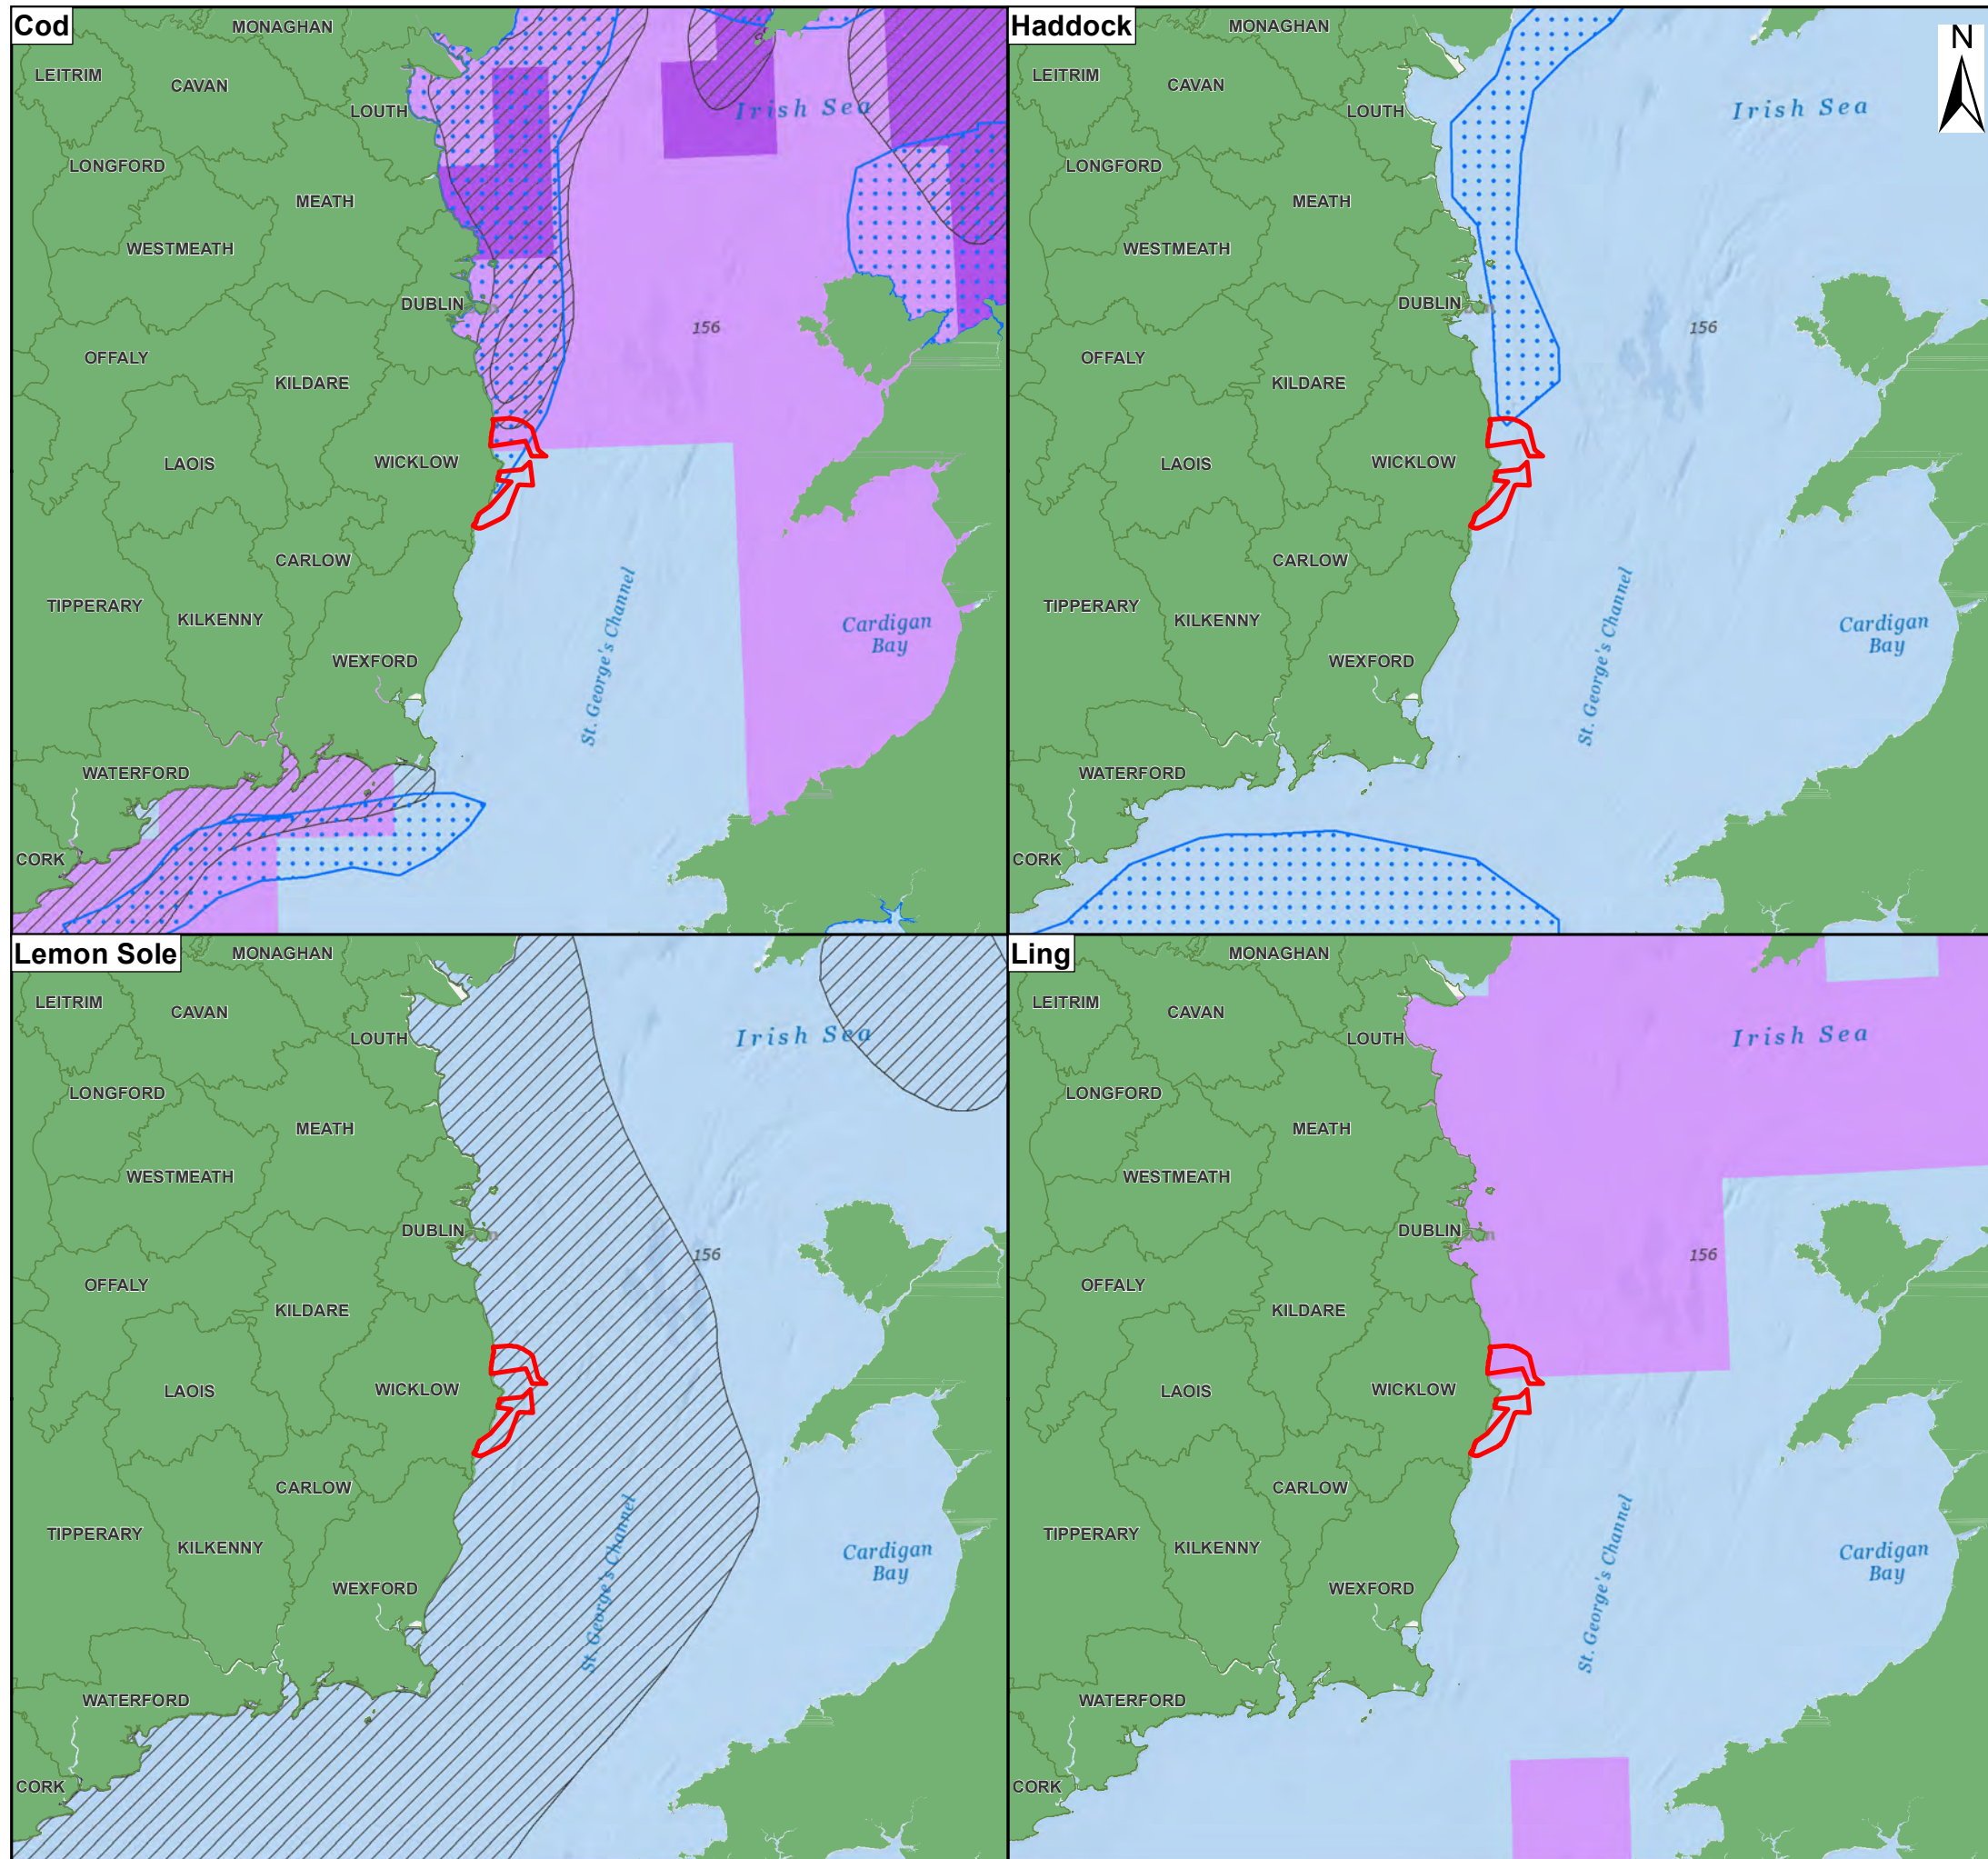 Cod
MONAGHAN
LEITRIM
CAVAN
LOUTH
Irish Sea
LONGFORD
MEATH
WESTMEATH
DUBLIN
156
OFFALY
KILDARE
LAOIS
WICKLOW
CARLOW
TIPPERARY
KILKENNY
St. George's Channel
Cardigan
Bay
WEXFORD
WATERFORD
CORK
Haddock
MONAGHAN
N
LEITRIM
CAVAN
LOUTH
Irish Sea
LONGFORD
MEATH
WESTMEATH
DUBLIN
156
OFFALY
KILDARE
LAOIS
WICKLOW
CARLOW
TIPPERARY
KILKENNY
St. George's Channel
Cardigan
Bay
WEXFORD
WATERFORD
CORK
Lemon Sole
MONAGHAN
LEITRIM
CAVAN
LOUTH
Irish Sea
LONGFORD
MEATH
WESTMEATH
DUBLIN
156
OFFALY
KILDARE
LAOIS
WICKLOW
CARLOW
TIPPERARY
KILKENNY
St. George's Channel
Cardigan
Bay
WEXFORD
WATERFORD
CORK
Ling
MONAGHAN
LEITRIM
CAVAN
LOUTH
Irish Sea
LONGFORD
MEATH
WESTMEATH
DUBLIN
156
OFFALY
KILDARE
LAOIS
WICKLOW
CARLOW
TIPPERARY
KILKENNY
St. George's Channel
Cardigan
Bay
WEXFORD
WATERFORD
CORK